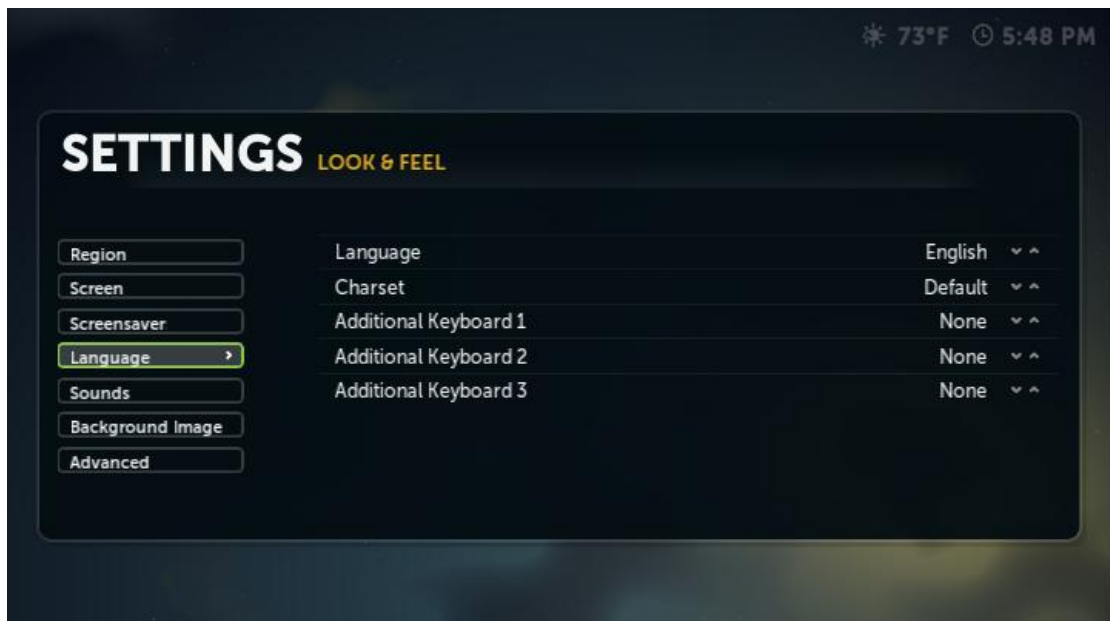 73°F 5:48 PM
SETTINGS LOOK & FEEL
Region
Screen
Screensaver
Language
Sounds
Background Image
Advanced
Language English
Charset Default
Additional Keyboard 1 None
Additional Keyboard 2 None
Additional Keyboard 3 None